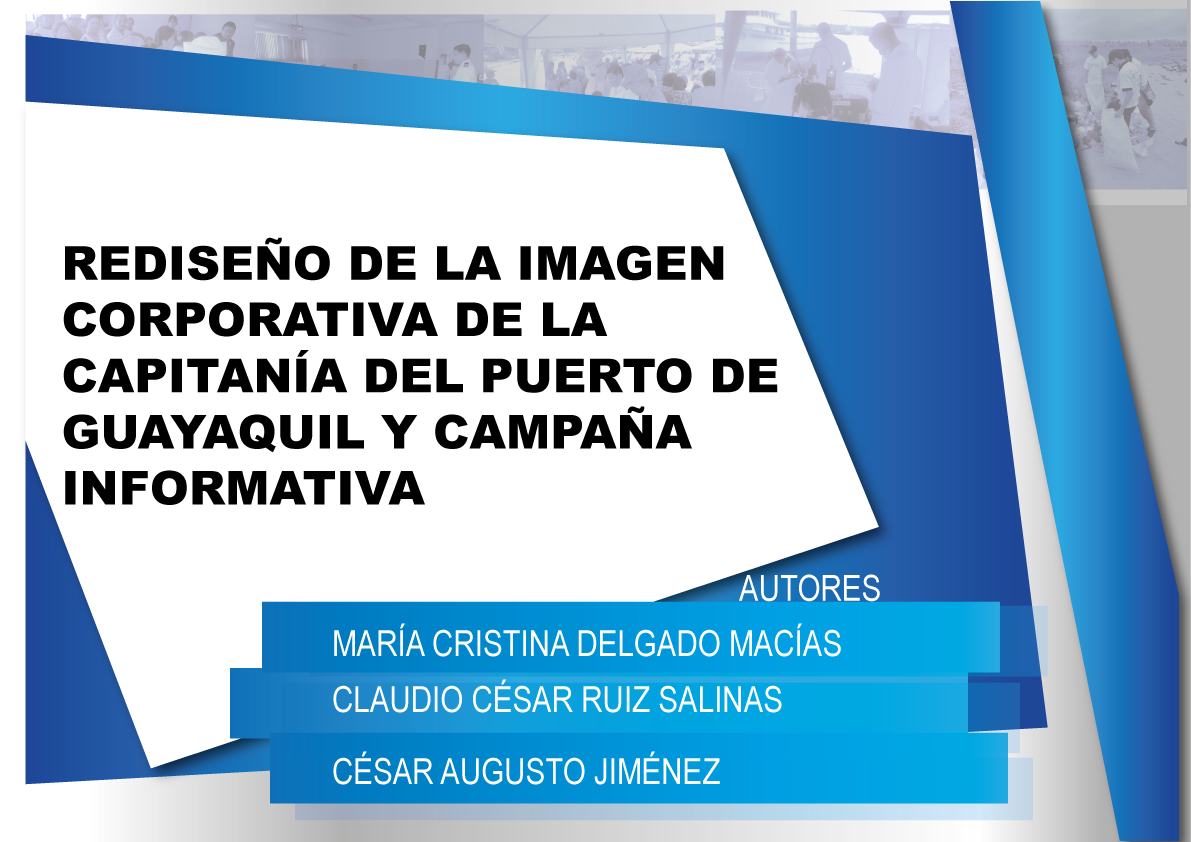 REDISEÑO DE LA IMAGEN
CORPORATIVA DE LA
CAPITANÍA DEL PUERTO DE
GUAYAQUIL Y CAMPAÑA
INFORMATIVA
AUTORES
MARÍA CRISTINA DELGADO MACÍAS
CLAUDIO CÉSAR RUIZ SALINAS
CÉSAR AUGUSTO JIMÉNEZ